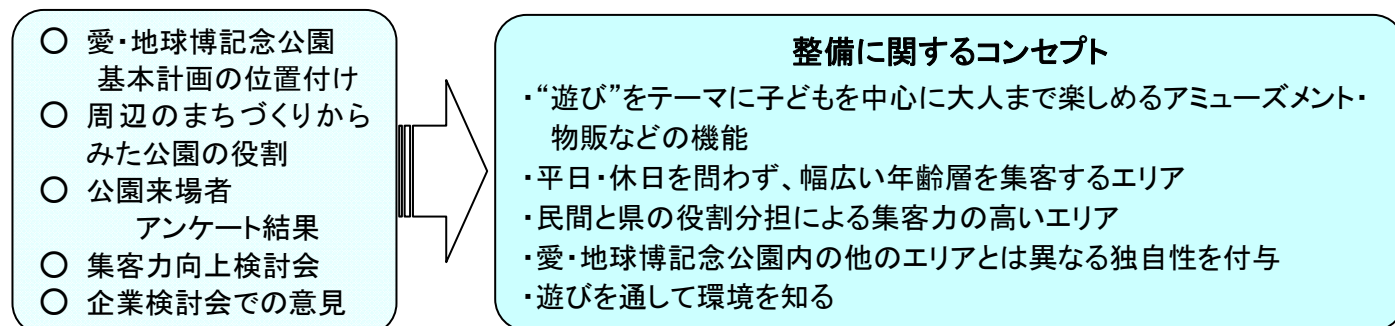 ○ 愛・地球博記念公園
基本計画の位置付け
○ 周辺のまちづくりから
みた公園の役割
○ 公園来場者
アンケート結果
○ 集客力向上検討会
○ 企業検討会での意見
整備に関するコンセプト
・“遊び”をテーマに子どもを中心に大人まで楽しめるアミューズメント・
物販などの機能
・平日・休日を問わず、幅広い年齢層を集客するエリア
・民間と県の役割分担による集客力の高いエリア
・愛・地球博記念公園内の他のエリアとは異なる独自性を付与
・遊びを通して環境を知る